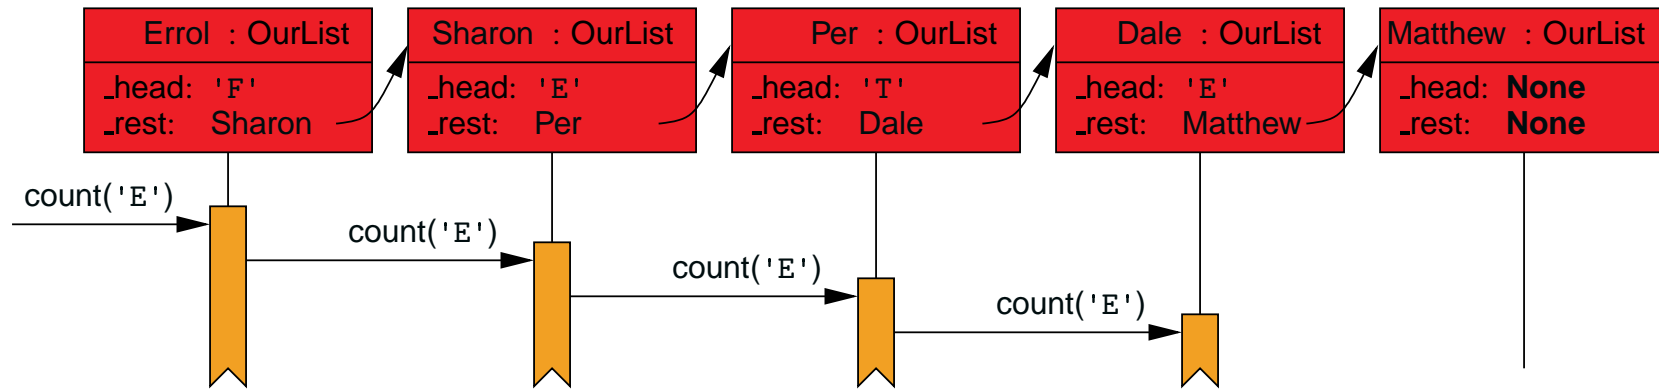 Errol : OurList
_head: 'F'
_rest: Sharon
Sharon : OurList
_head: 'E'
_rest: Per
Per : OurList
_head: 'T'
_rest: Dale
Dale : OurList
_head: 'E'
_rest: Matthew
Matthew : OurList
_head: None
_rest: None
count('E')
count('E')
count('E')
count('E')